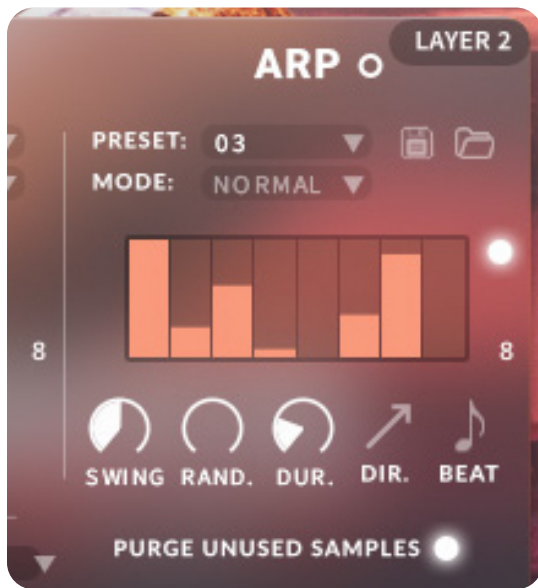 LAYER 2
ARP
PRESET: 03
MODE: NORMAL
8 8
SWING RAND. DUR. DIR. BEAT
PURGE UNUSED SAMPLES